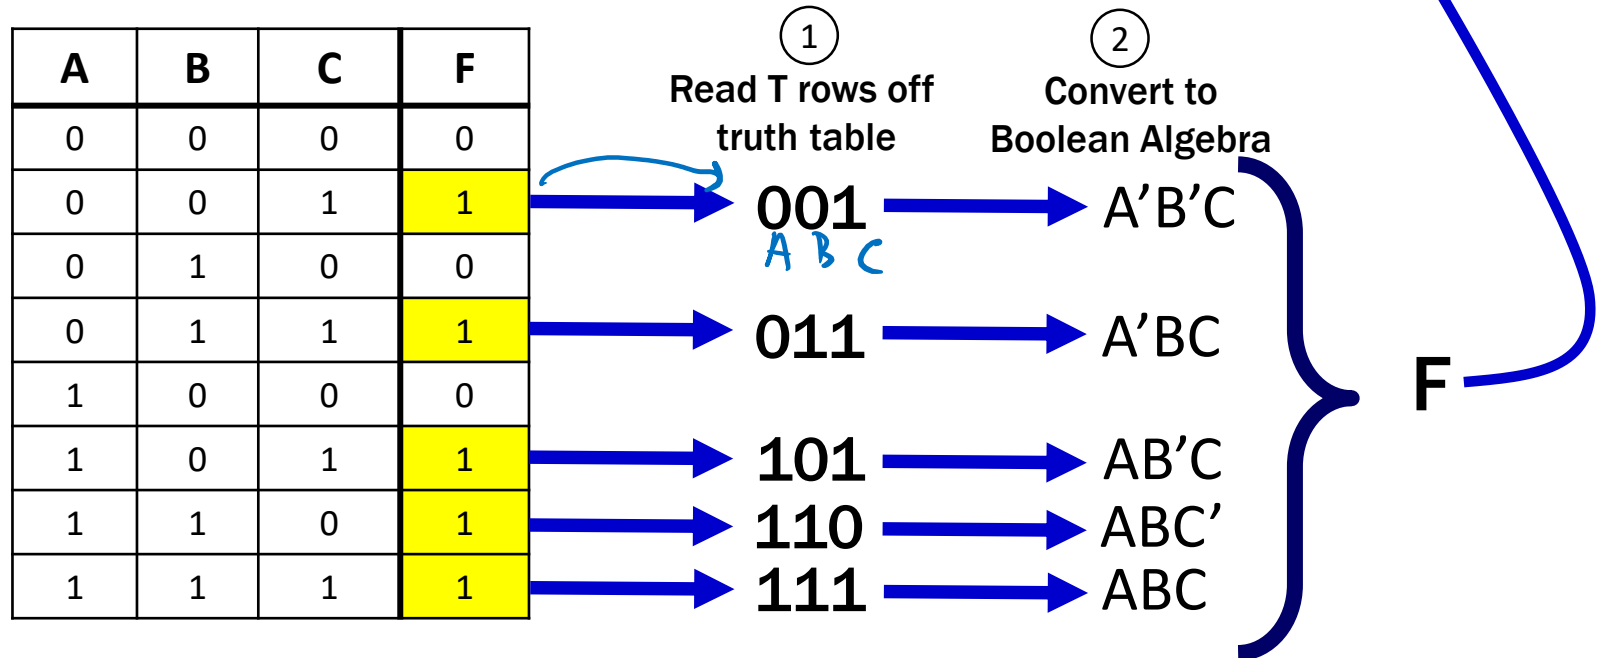 1 2
A B C F Read T rows off Convert to
truth table Boolean Algebra
0 0 0 0
0 0 1 1 001 A’B’C
A B C
0 1 0 0
0 1 1 1 011 A’BC
1 0 0 0 F
1 0 1 1 101 AB’C
1 1 0 1 110 ABC’
1 1 1 1 111 ABC